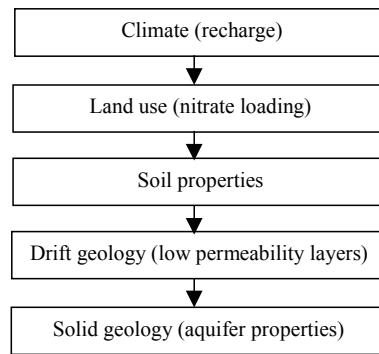 Climate (recharge)
Land use (nitrate loading)
Soil properties
Drift geology (low permeability layers)
Solid geology (aquifer properties)